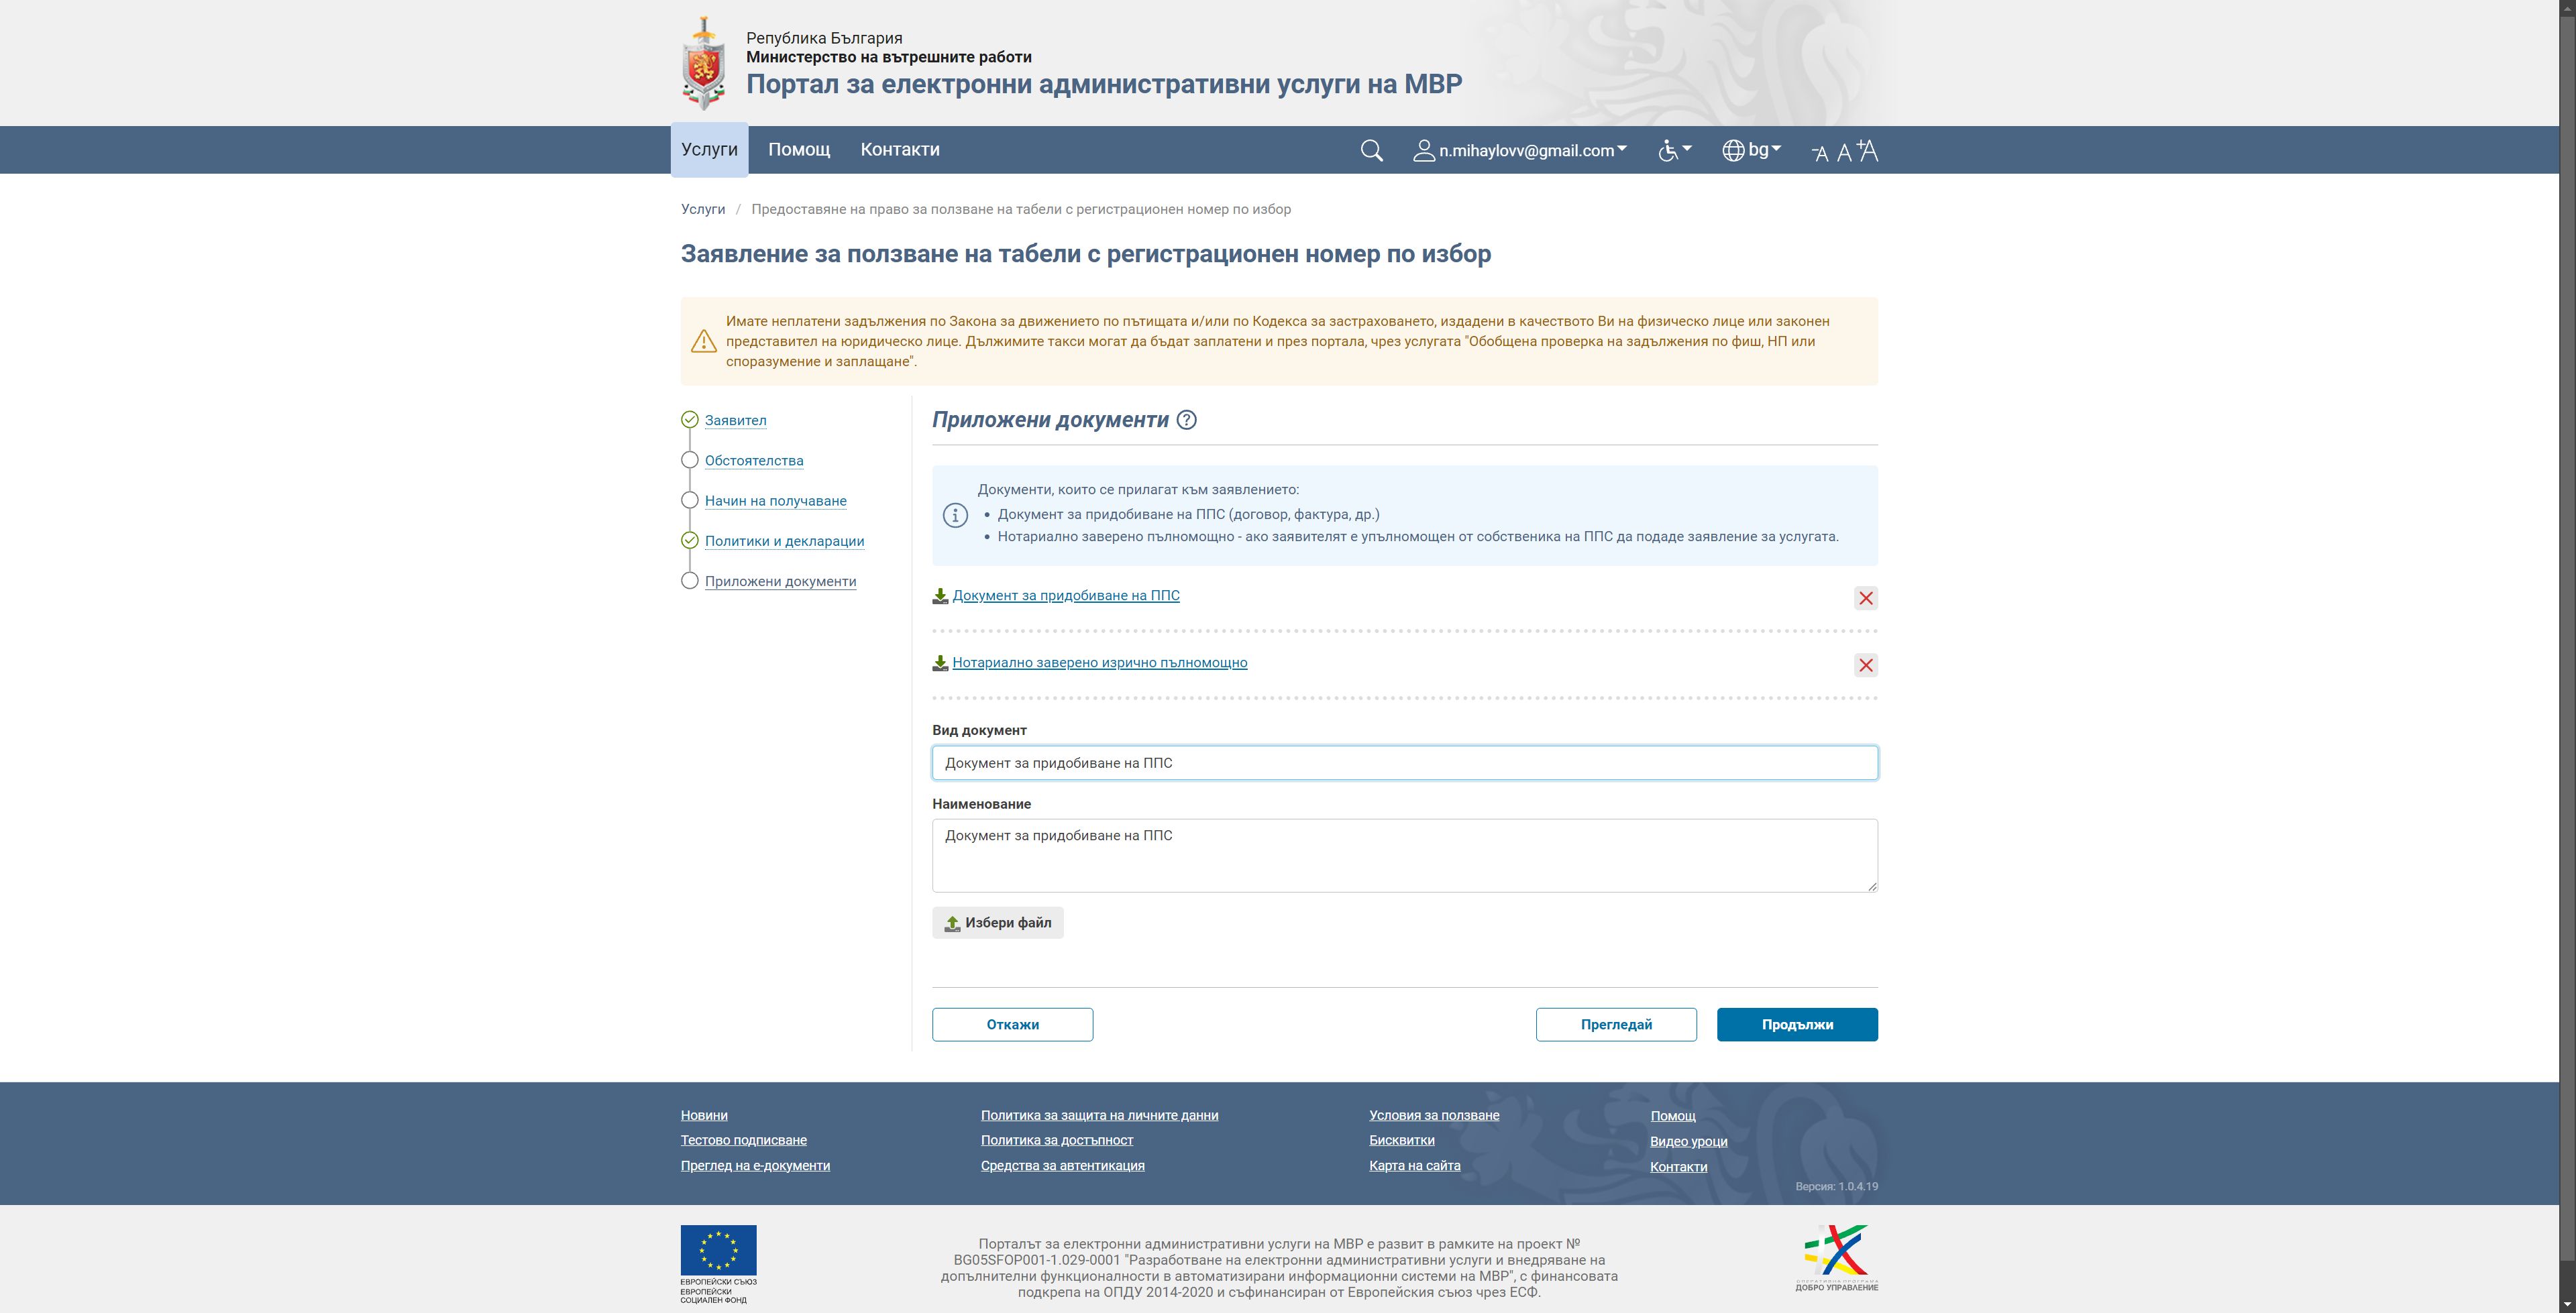 Република България
Министерство на вътрешните работи
Портал за електронни административни услуги на МВР
Услуги
Помощ
Контакти
n.mihaylovv@gmail.com
bg
-A A +A
Услуги / Предоставяне на право за ползване на табели с регистрационен номер по избор
Заявление за ползване на табели с регистрационен номер по избор
Имате неплатени задължения по Закона за движението по пътищата и/или по Кодекса за застраховането, издадени в качеството Ви на физическо лице или законен
представител на юридическо лице. Дължимите такси могат да бъдат заплатени и през портала, чрез услугата "Обобщена проверка на задължения по фиш, НП или
споразумение и заплащане".
Заявител
Обстоятелства
Начин на получаване
Политики и декларации
Приложени документи
Приложени документи
Документи, които се прилагат към заявлението:
• Документ за придобиване на ППС (договор, фактура, др.)
• Нотариално заверено пълномощно - ако заявителят е упълномощен от собственика на ППС да подаде заявление за услугата.
Документ за придобиване на ППС
Нотариално заверено изрично пълномощно
Вид документ
Документ за придобиване на ППС
Наименование
Документ за придобиване на ППС
Избери файл
Откажи
Прегледай
Продължи
Новини
Тестово подписване
Преглед на е-документи
Политика за защита на личните данни
Политика за достъпност
Средства за автентикация
Условия за ползване
Бисквитки
Карта на сайта
Помощ
Видео уроци
Контакти
Версия: 1.0.4.19
ЕВРОПЕЙСКИ СЪЮЗ
ЕВРОПЕЙСКИ
СОЦИАЛЕН ФОНД
Порталът за електронни административни услуги на МВР е развит в рамките на проект №
BG05SFOP001-1.029-0001 "Разработване на електронни административни услуги и внедряване на
допълнителни функционалности в автоматизирани информационни системи на МВР", с финансовата
подкрепа на ОПДУ 2014-2020 и съфинансиран от Европейския съюз чрез ЕСФ.
ОПЕРАТИВНА ПРОГРАМА
ДОБРО УПРАВЛЕНИЕ